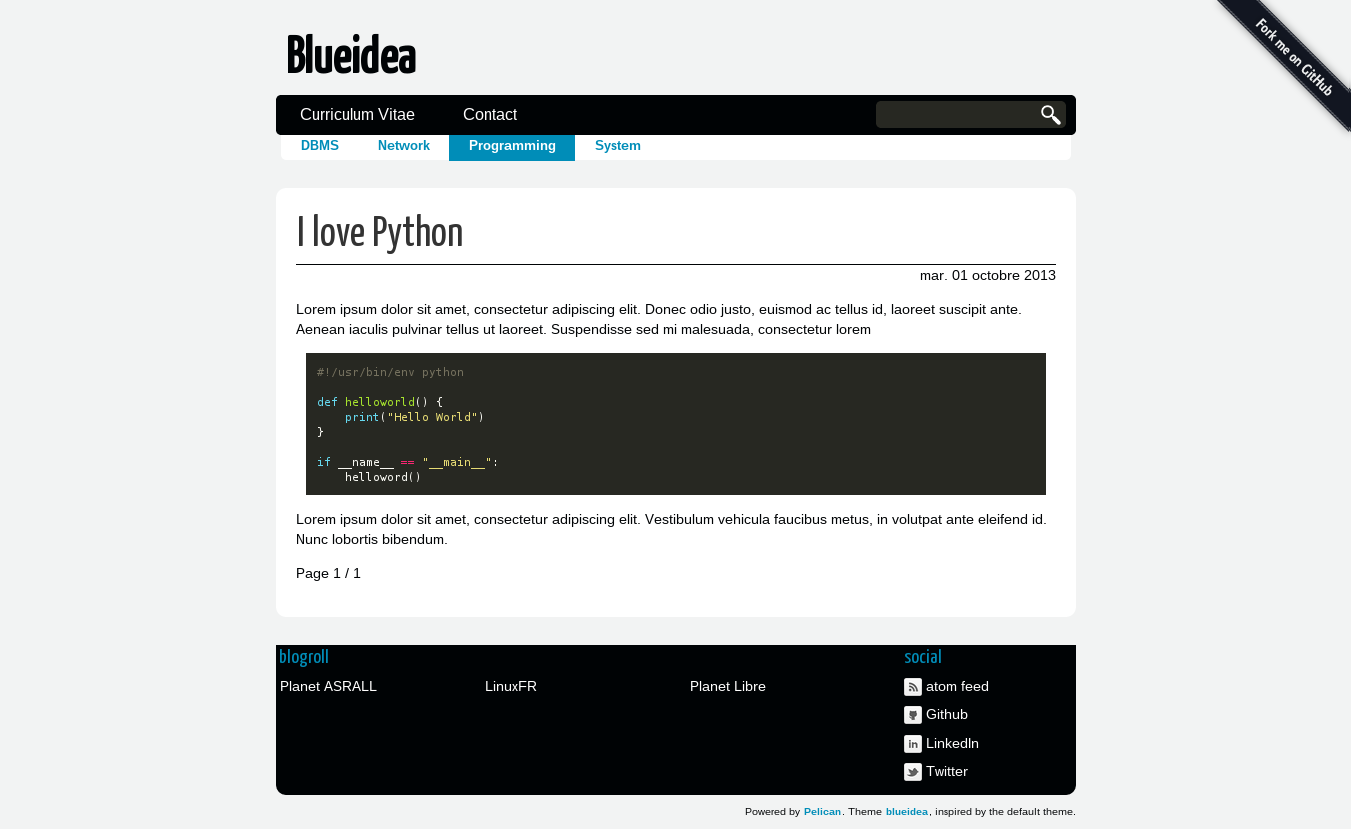 Blueidea
Fork me on GitHub
Curriculum Vitae Contact
DBMS Network Programming System
I love Python
mar. 01 octobre 2013
Lorem ipsum dolor sit amet, consectetur adipiscing elit. Donec odio justo, euismod ac tellus id, laoreet suscipit ante.
Aenean iaculis pulvinar tellus ut laoreet. Suspendisse sed mi malesuada, consectetur lorem
#!/usr/bin/env python
def helloworld() {
    print("Hello World")
}
if __name__ == "__main__":
    helloword()
Lorem ipsum dolor sit amet, consectetur adipiscing elit. Vestibulum vehicula faucibus metus, in volutpat ante eleifend id.
Nunc lobortis bibendum.
Page 1 / 1
blogroll social
Planet ASRALL LinuxFR Planet Libre atom feed
Github
LinkedIn
Twitter
Powered by Pelican. Theme blueidea, inspired by the default theme.